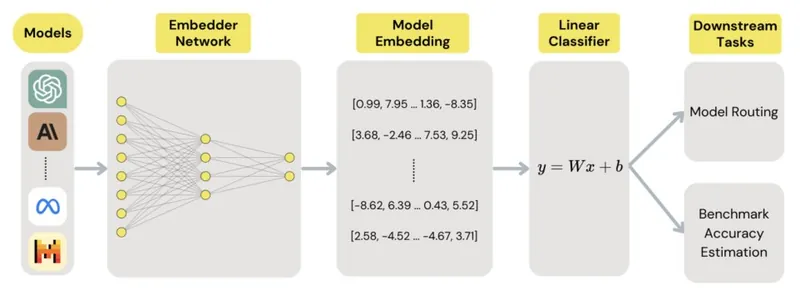 Models
Embedder
Network
Model
Embedding
Linear
Classifier
Downstream
Tasks
A\
[0.99, 7.95 ... 1.36, -8.35]
[3.68, -2.46 ... 7.53, 9.25]
[-8.62, 6.39 ... 0.43, 5.52]
[2.58, -4.52 ... -4.67, 3.71]
y = Wx + b
Model Routing
Benchmark
Accuracy
Estimation